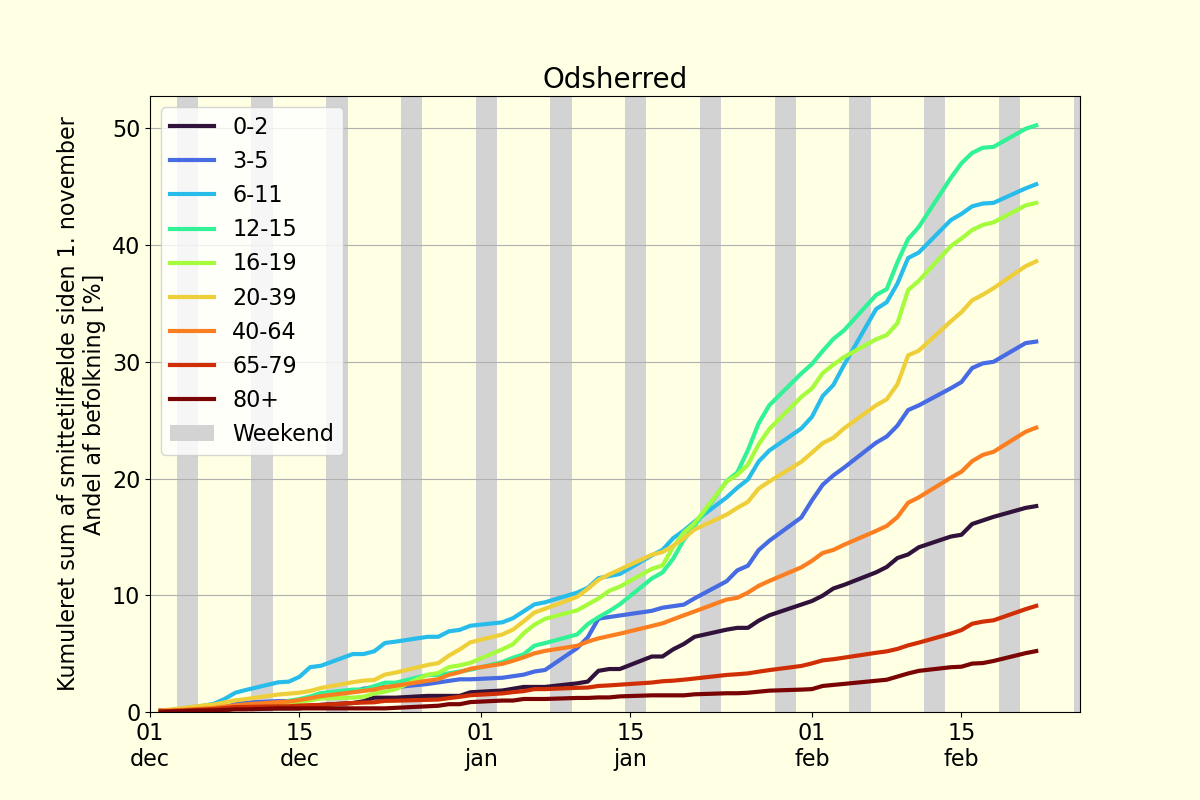 Odsherred
Kumuleret sum af smittetilfælde siden 1. november
Andel af befolkning [%]
50
40
30
20
10
0
0-2
3-5
6-11
12-15
16-19
20-39
40-64
65-79
80+
Weekend
01 15 01 15 01 15
dec dec jan jan feb feb